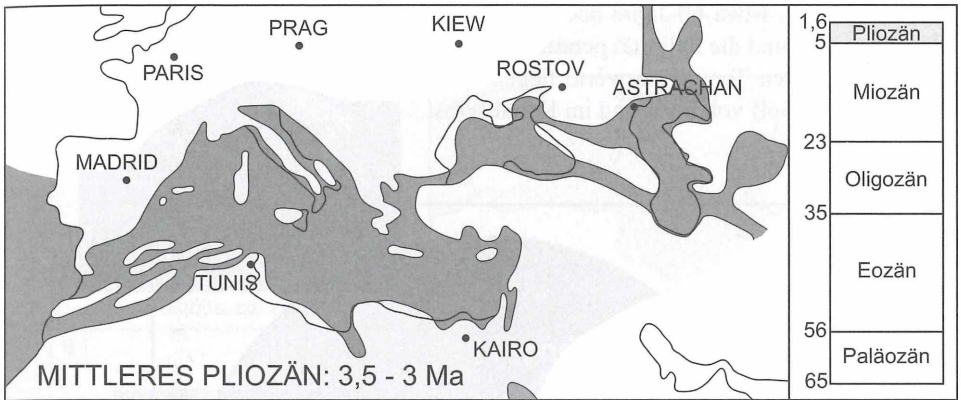 PRAG
KIEW
PARIS
ROSTOV
ASTRACHAN
MADRID
TUNIS
KAIRO
MITTLERES PLIOZÄN: 3,5 - 3 Ma
1,6
Pliozän
5
Miozän
23
Oligozän
35
Eozän
56
Paläozän
65